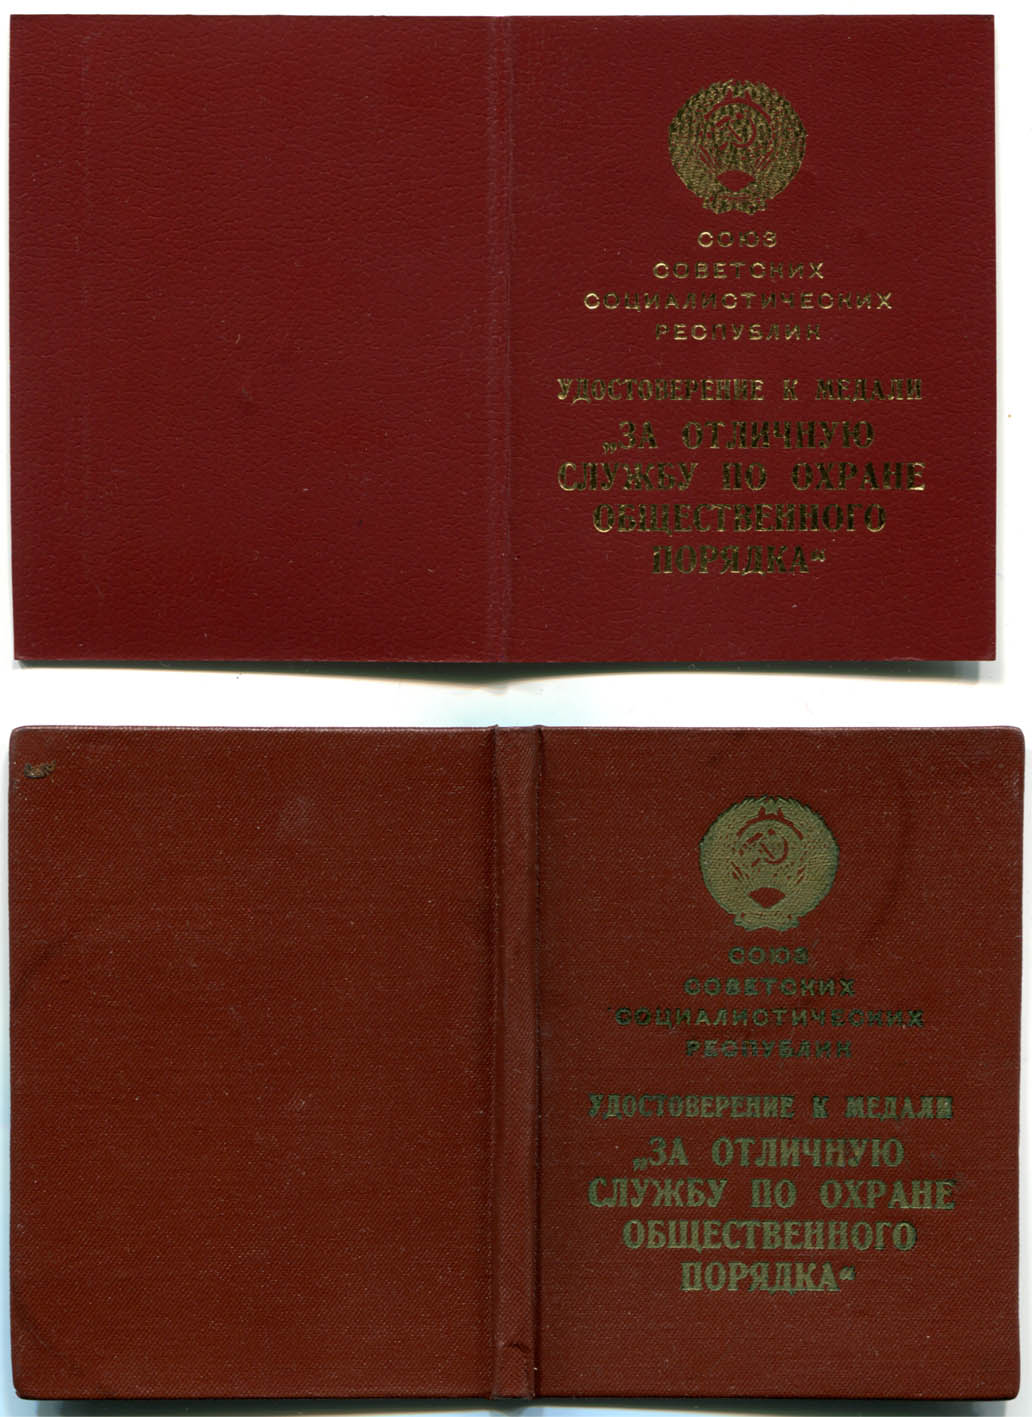 СОЮЗ
СОВЕТСКИХ
СОЦИАЛИСТИЧЕСКИХ
РЕСПУБЛИК
УДОСТОВЕРЕНИЕ К МЕДАЛИ
„ЗА ОТЛИЧНУЮ
СЛУЖБУ ПО ОХРАНЕ
ОБЩЕСТВЕННОГО
ПОРЯДКА“
СОЮЗ
СОВЕТСКИХ
СОЦИАЛИСТИЧЕСКИХ
РЕСПУБЛИК
УДОСТОВЕРЕНИЕ К МЕДАЛИ
„ЗА ОТЛИЧНУЮ
СЛУЖБУ ПО ОХРАНЕ
ОБЩЕСТВЕННОГО
ПОРЯДКА“